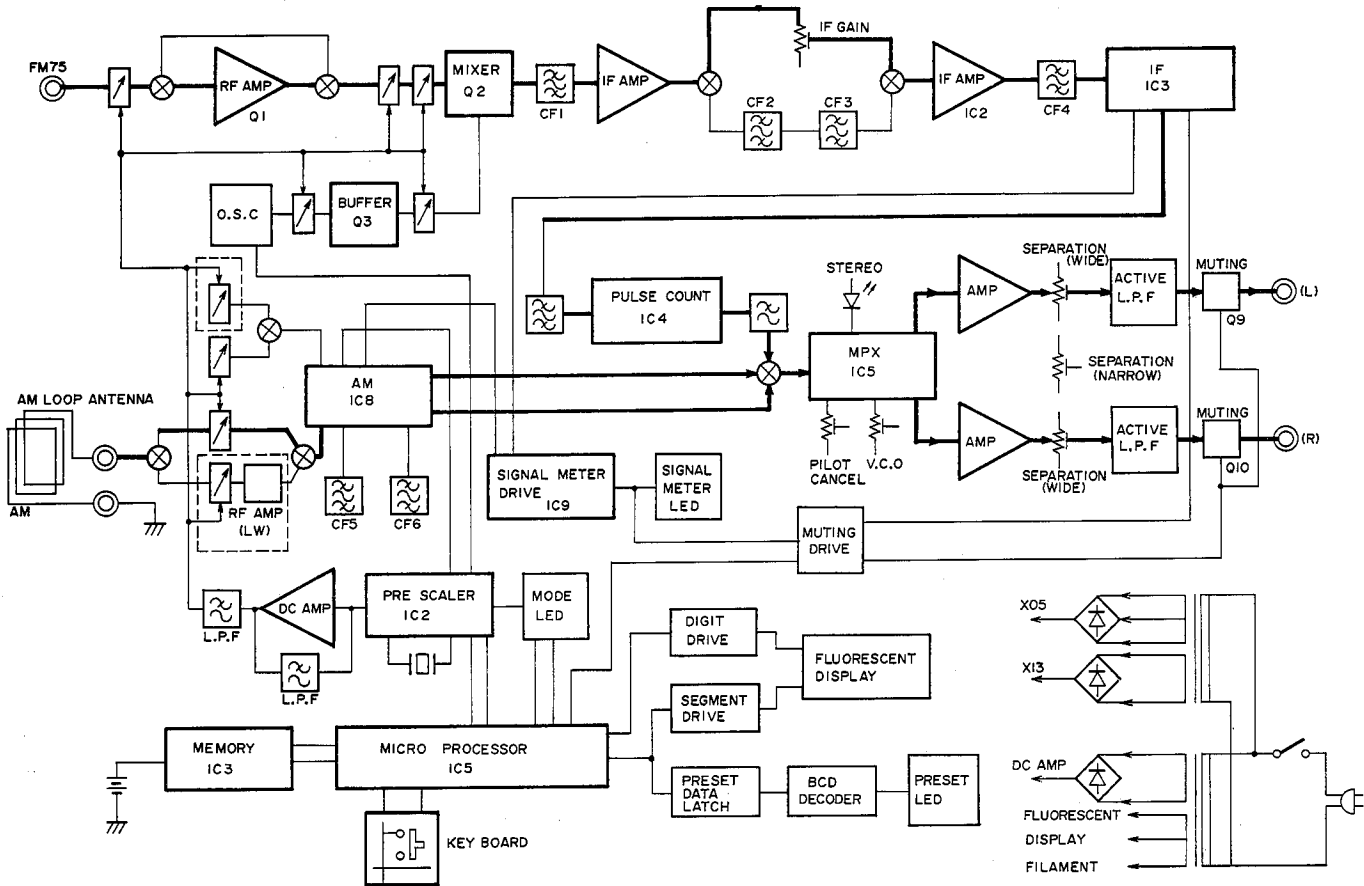 FM75
RF AMP
Q1
MIXER
Q2
CF1
IF AMP
IF GAIN
CF2
CF3
IF AMP
IC2
CF4
IF
IC3
O.S.C
BUFFER
Q3
PULSE COUNT
IC4
STEREO
MPX
IC5
PILOT
CANCEL
V.C.O
AMP
AMP
SEPARATION
(WIDE)
SEPARATION
(NARROW)
SEPARATION
(WIDE)
ACTIVE
L.P.F
ACTIVE
L.P.F
MUTING
Q9
(L)
MUTING
Q10
(R)
AM LOOP ANTENNA
AM
RF AMP
(LW)
AM
IC8
CF5
CF6
SIGNAL METER
DRIVE
IC9
SIGNAL
METER
LED
MUTING
DRIVE
L.P.F
DC AMP
L.P.F
PRE SCALER
IC2
MODE
LED
DIGIT
DRIVE
SEGMENT
DRIVE
FLUORESCENT
DISPLAY
MEMORY
IC3
MICRO PROCESSOR
IC5
PRESET
DATA
LATCH
BCD
DECODER
PRESET
LED
KEY BOARD
X05
X13
DC AMP
FLUORESCENT
DISPLAY
FILAMENT